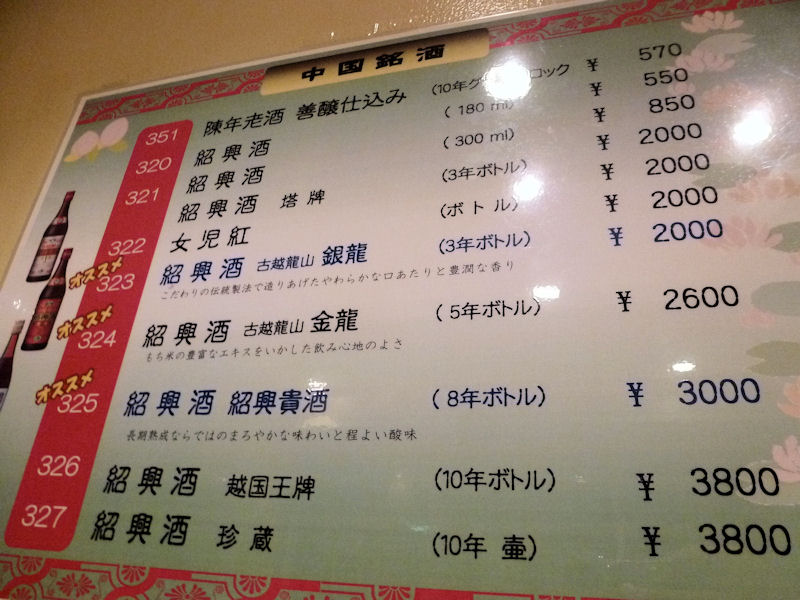 中国銘酒
351 陳年老酒 善醸仕込み (10年グ ロック ¥ 570
320 紹興酒 (180 ml) ¥ 550
321 紹興酒 (300 ml) ¥ 850
紹興酒 塔牌 (3年ボトル) ¥ 2000
322 女児紅 (ボトル) ¥ 2000
オススメ 323 紹興酒 古越龍山 銀龍 (3年ボトル) ¥ 2000
¥ 2000
こだわりの伝統製法で造りあげたやわらかな口あたりと豊潤な香り
オススメ 324 紹興酒 古越龍山 金龍 (5年ボトル) ¥ 2600
もち米の豊富なエキスをいかした飲み心地のよさ
オススメ 325 紹興酒 紹興貴酒 (8年ボトル) ¥ 3000
長期熟成ならではのまろやかな味わいと程よい酸味
326 紹興酒 越国王牌 (10年ボトル) ¥ 3800
327 紹興酒 珍蔵 (10年 壷) ¥ 3800